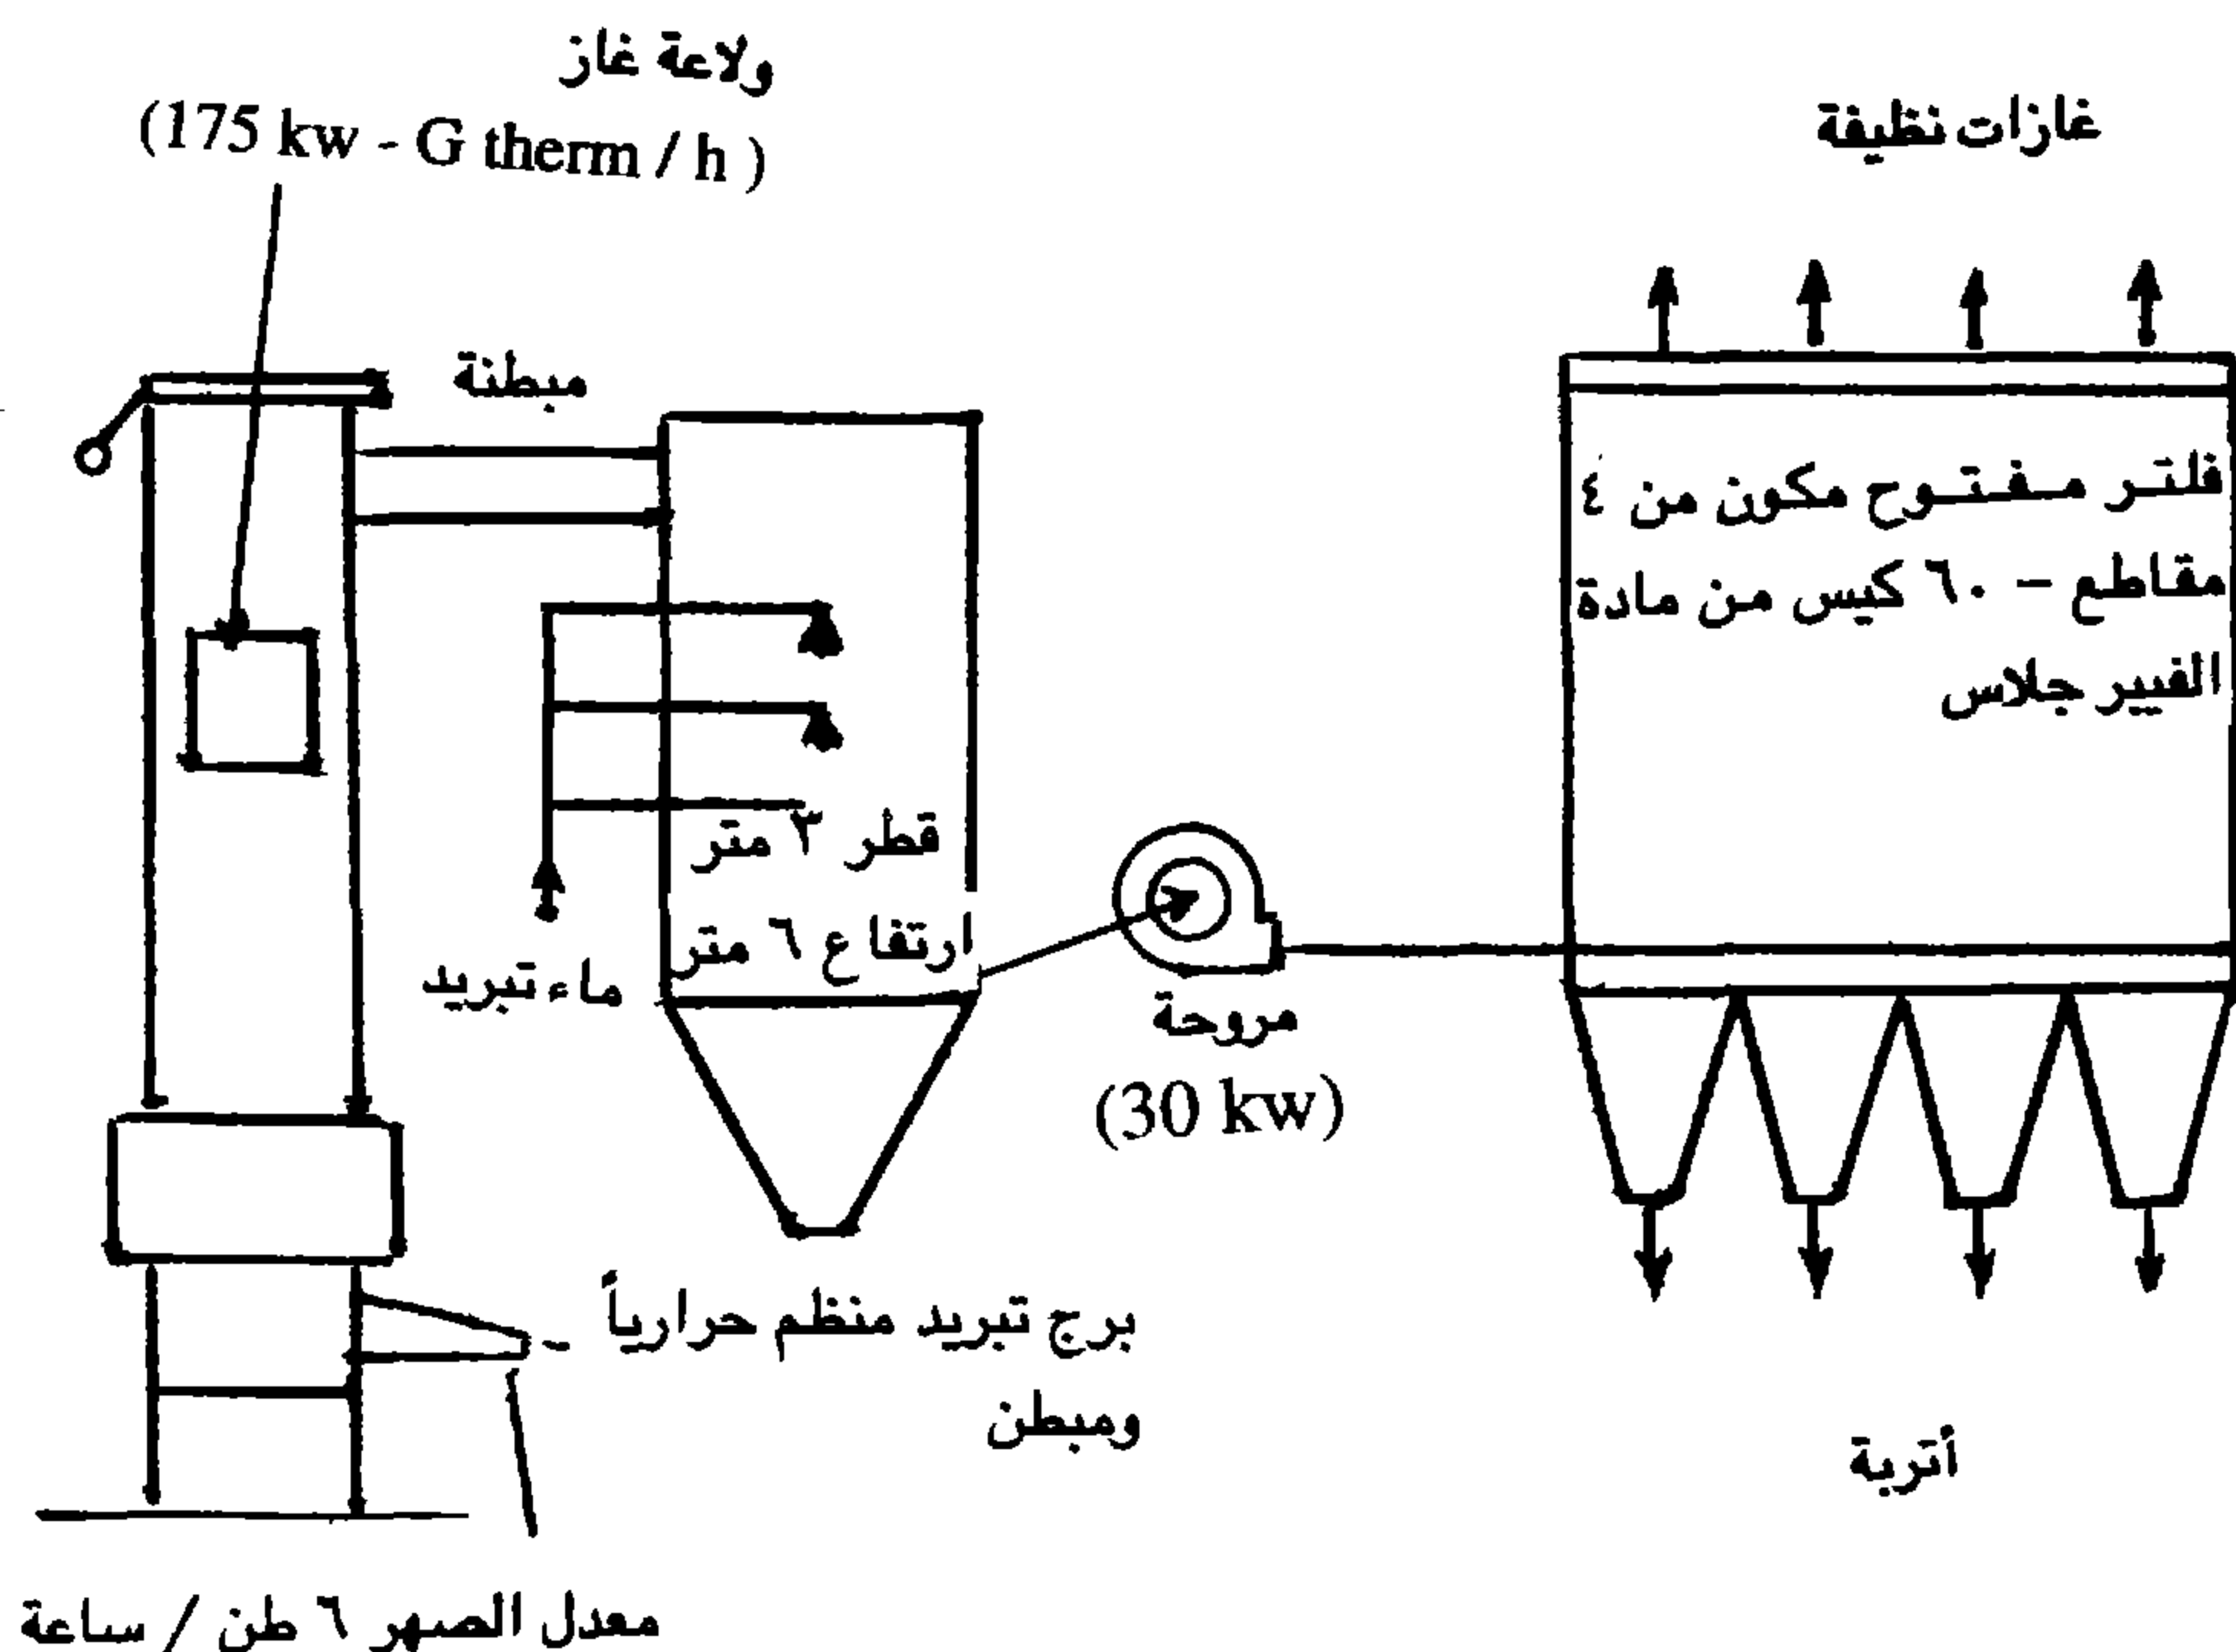 ولاعة غاز
(175 kw - G therm / h )
غازات نظيفة
مبطنة
فلتر مفتوح مكون من ٤
مقاطع – ٦٠ كيس من مادة
الفيبر جلاس
قطر ٣ متر
ارتفاع ٦ متر
ماء تبريد
مروحة
(30 kw)
برج تبريد منظم حرارياً -
ومبطن
أتربة
معدل الصهر ٦ طن / ساعة